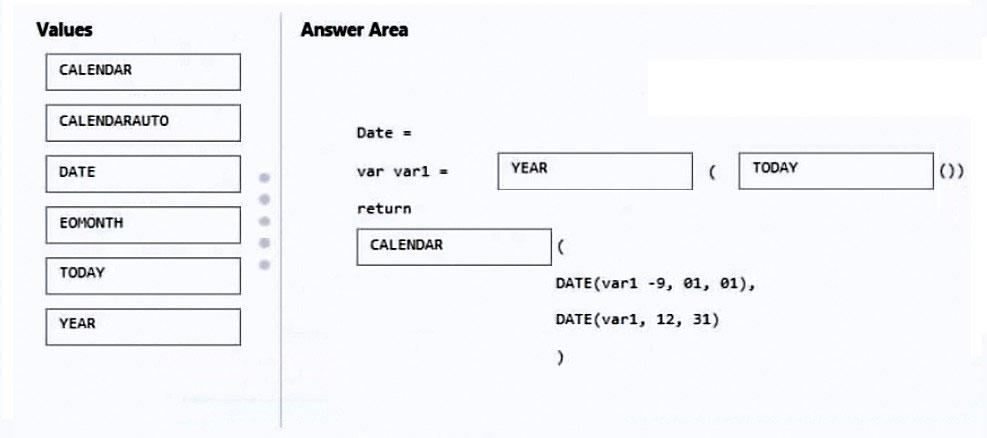 Values
CALENDAR
CALENDARAUTO
DATE
EOMONTH
TODAY
YEAR
Answer Area
Date =
var var1 = YEAR ( TODAY ())
return
CALENDAR (
DATE(var1 -9, 01, 01),
DATE(var1, 12, 31)
)